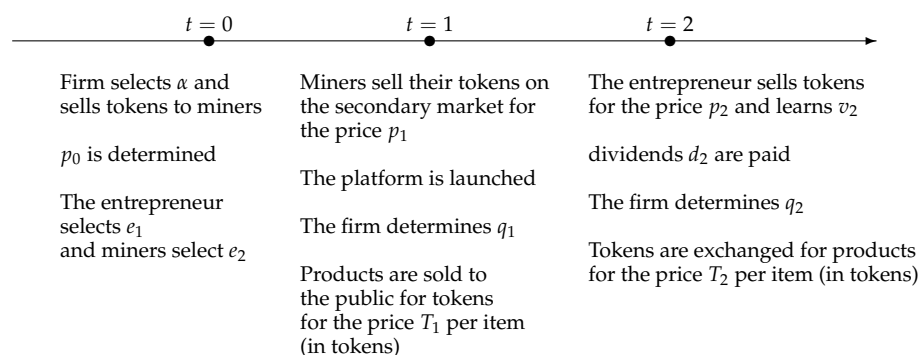 t = 0
t = 1
t = 2
Firm selects α and
sells tokens to miners
p0 is determined
The entrepreneur
selects e1
and miners select e2
Miners sell their tokens on
the secondary market for
the price p1
The platform is launched
The firm determines q1
Products are sold to
the public for tokens
for the price T1 per item
(in tokens)
The entrepreneur sells tokens
for the price p2 and learns v2
dividends d2 are paid
The firm determines q2
Tokens are exchanged for products
for the price T2 per item (in tokens)